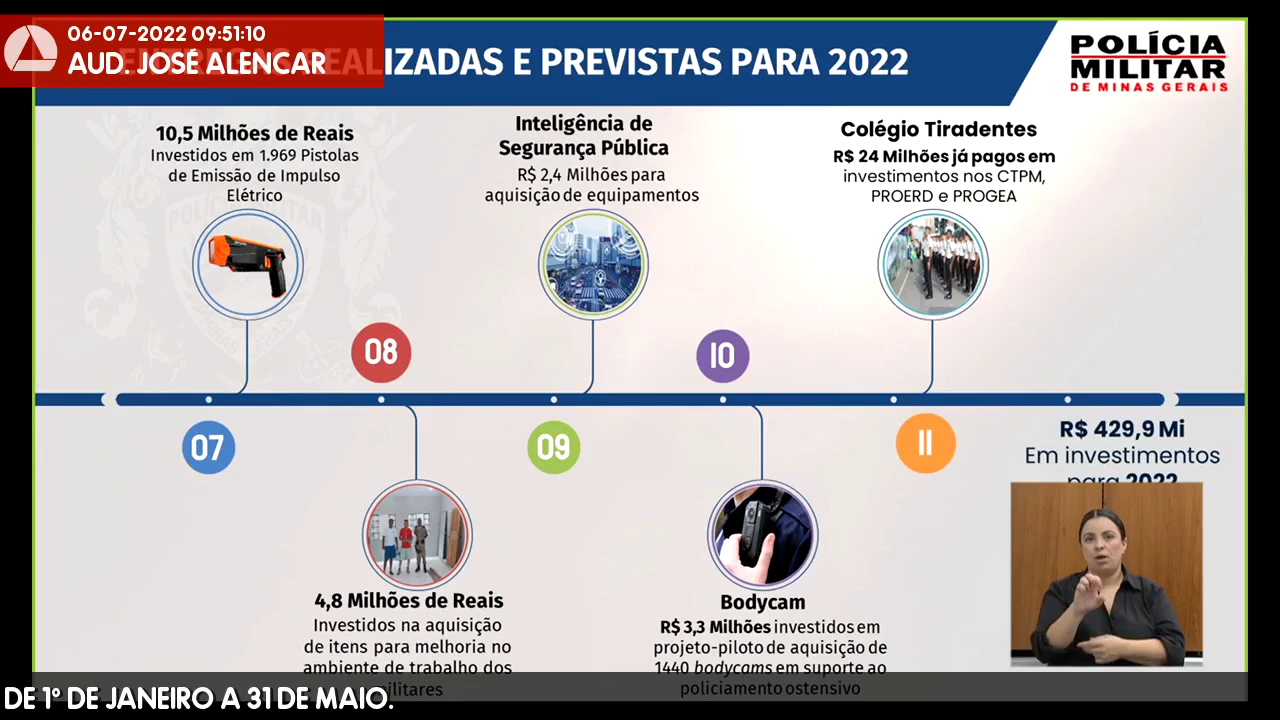 06-07-2022 09:51:10
AUD. JOSÉ ALENCAR
ENTREGAS REALIZADAS E PREVISTAS PARA 2022
POLÍCIA
MILITAR
DE MINAS GERAIS
10,5 Milhões de Reais
Investidos em 1.969 Pistolas
de Emissão de Impulso
Elétrico
Inteligência de
Segurança Pública
R$ 2,4 Milhões para
aquisição de equipamentos
Colégio Tiradentes
R$ 24 Milhões já pagos em
investimentos nos CTPM,
PROERD e PROGEA
08
10
07
09
11
R$ 429,9 Mi
Em investimentos
para 2022
4,8 Milhões de Reais
Investidos na aquisição
de itens para melhoria no
ambiente de trabalho dos
militares
Bodycam
R$ 3,3 Milhões investidos em
projeto-piloto de aquisição de
1440 bodycams em suporte ao
policiamento ostensivo
DE 1º DE JANEIRO A 31 DE MAIO.